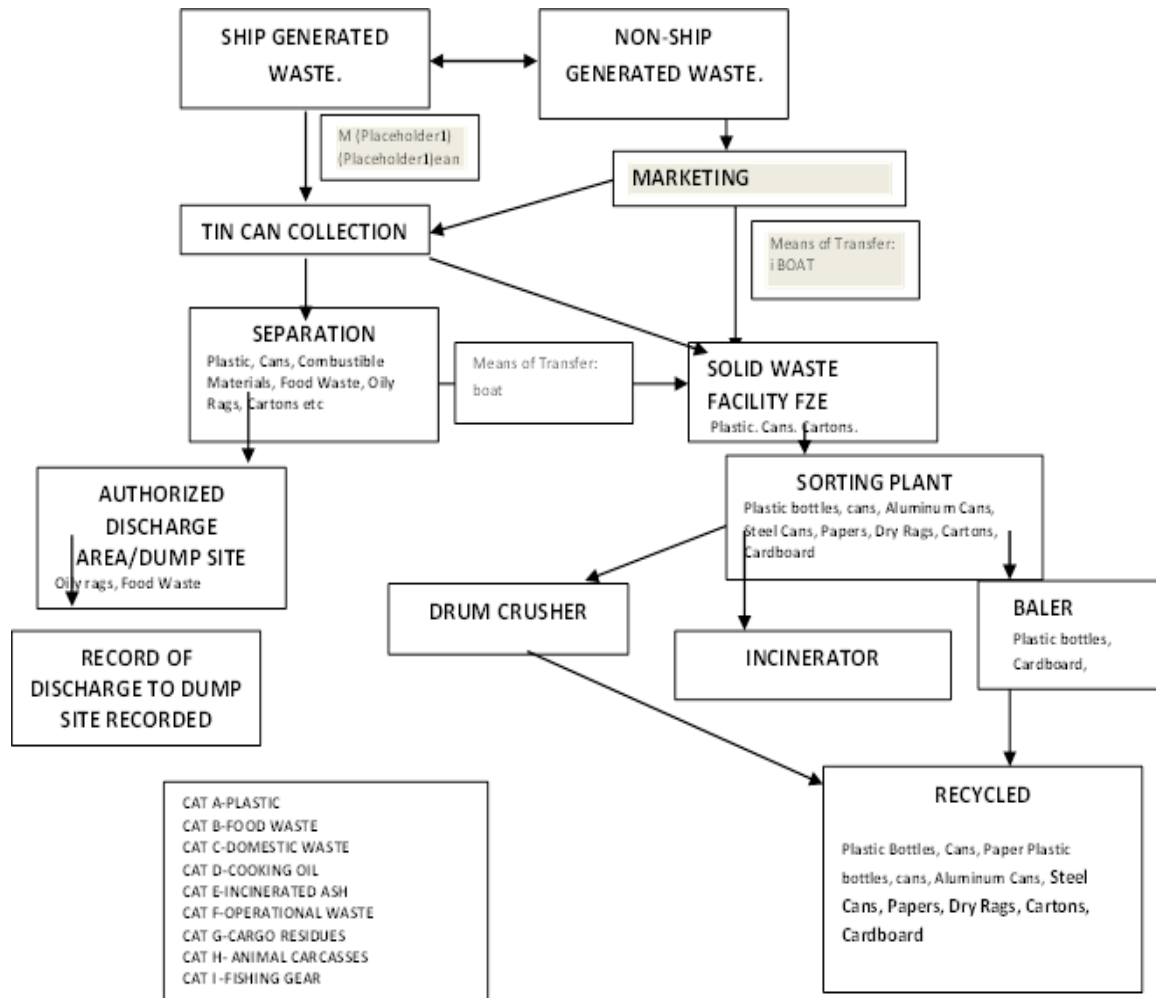 SHIP GENERATED
WASTE.
NON-SHIP
GENERATED WASTE.
M (Placeholder1)
(Placeholder1)ean
MARKETING
TIN CAN COLLECTION
Means of Transfer:
i BOAT
SEPARATION
Plastic, Cans, Combustible
Materials, Food Waste, Oily
Rags, Cartons etc
Means of Transfer:
boat
SOLID WASTE
FACILITY FZE
Plastic. Cans. Cartons.
AUTHORIZED
DISCHARGE
AREA/DUMP SITE
Oily rags, Food Waste
SORTING PLANT
Plastic bottles, cans, Aluminum Cans,
Steel Cans, Papers, Dry Rags, Cartons,
Cardboard
DRUM CRUSHER
INCINERATOR
BALER
Plastic bottles,
Cardboard,
RECORD OF
DISCHARGE TO DUMP
SITE RECORDED
CAT A-PLASTIC
CAT B-FOOD WASTE
CAT C-DOMESTIC WASTE
CAT D-COOKING OIL
CAT E-INCINERATED ASH
CAT F-OPERATIONAL WASTE
CAT G-CARGO RESIDUES
CAT H- ANIMAL CARCASSES
CAT I -FISHING GEAR
RECYCLED
Plastic Bottles, Cans, Paper Plastic
bottles, cans, Aluminum Cans, Steel
Cans, Papers, Dry Rags, Cartons,
Cardboard